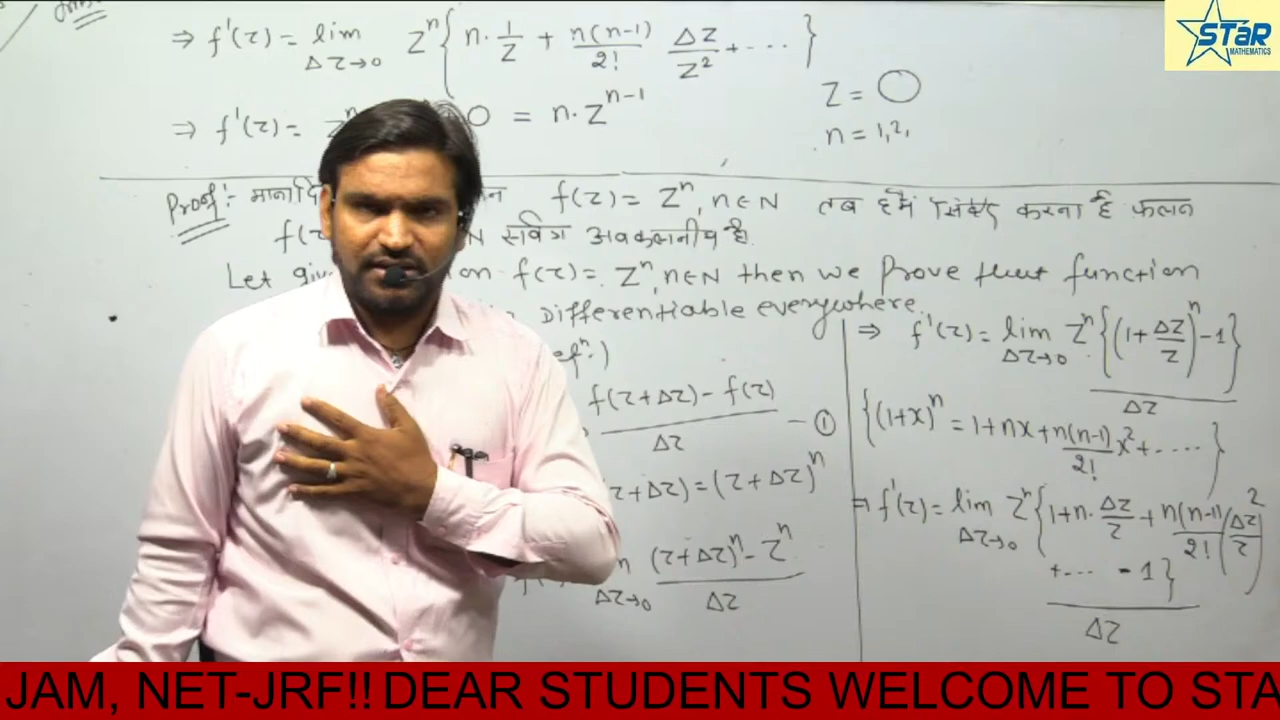 ⇒ f'(z) = lim Δz→0 z^n { n·1/z + n(n-1)/2! Δz/z² + ... }
⇒ f'(z) = 0 = n·z^(n-1)
z = ◯
n = 1, 2,
Proof:- f(z) = z^n, n∈N तब हमें सिद्ध करना है फलन
N सर्वत्र अवकलनीय है.
Let f(z) = z^n, n∈N then we Prove that function
Differentiable everywhere.
f(z+Δz) - f(z) / Δz — ①
(z+Δz) = (z+Δz)^n
Δz→0 (z+Δz)^n - z^n / Δz
⇒ f'(z) = lim Δz→0 z^n { (1 + Δz/z)^n - 1 } / Δz
{ (1+x)^n = 1 + nx + n(n-1)/2! x² + .... }
⇒ f'(z) = lim Δz→0 z^n { 1 + n·Δz/z + n(n-1)/2! (Δz/z)²
+ .... - 1 } / Δz
STAR
MATHEMATICS
JAM, NET-JRF!! DEAR STUDENTS WELCOME TO STA